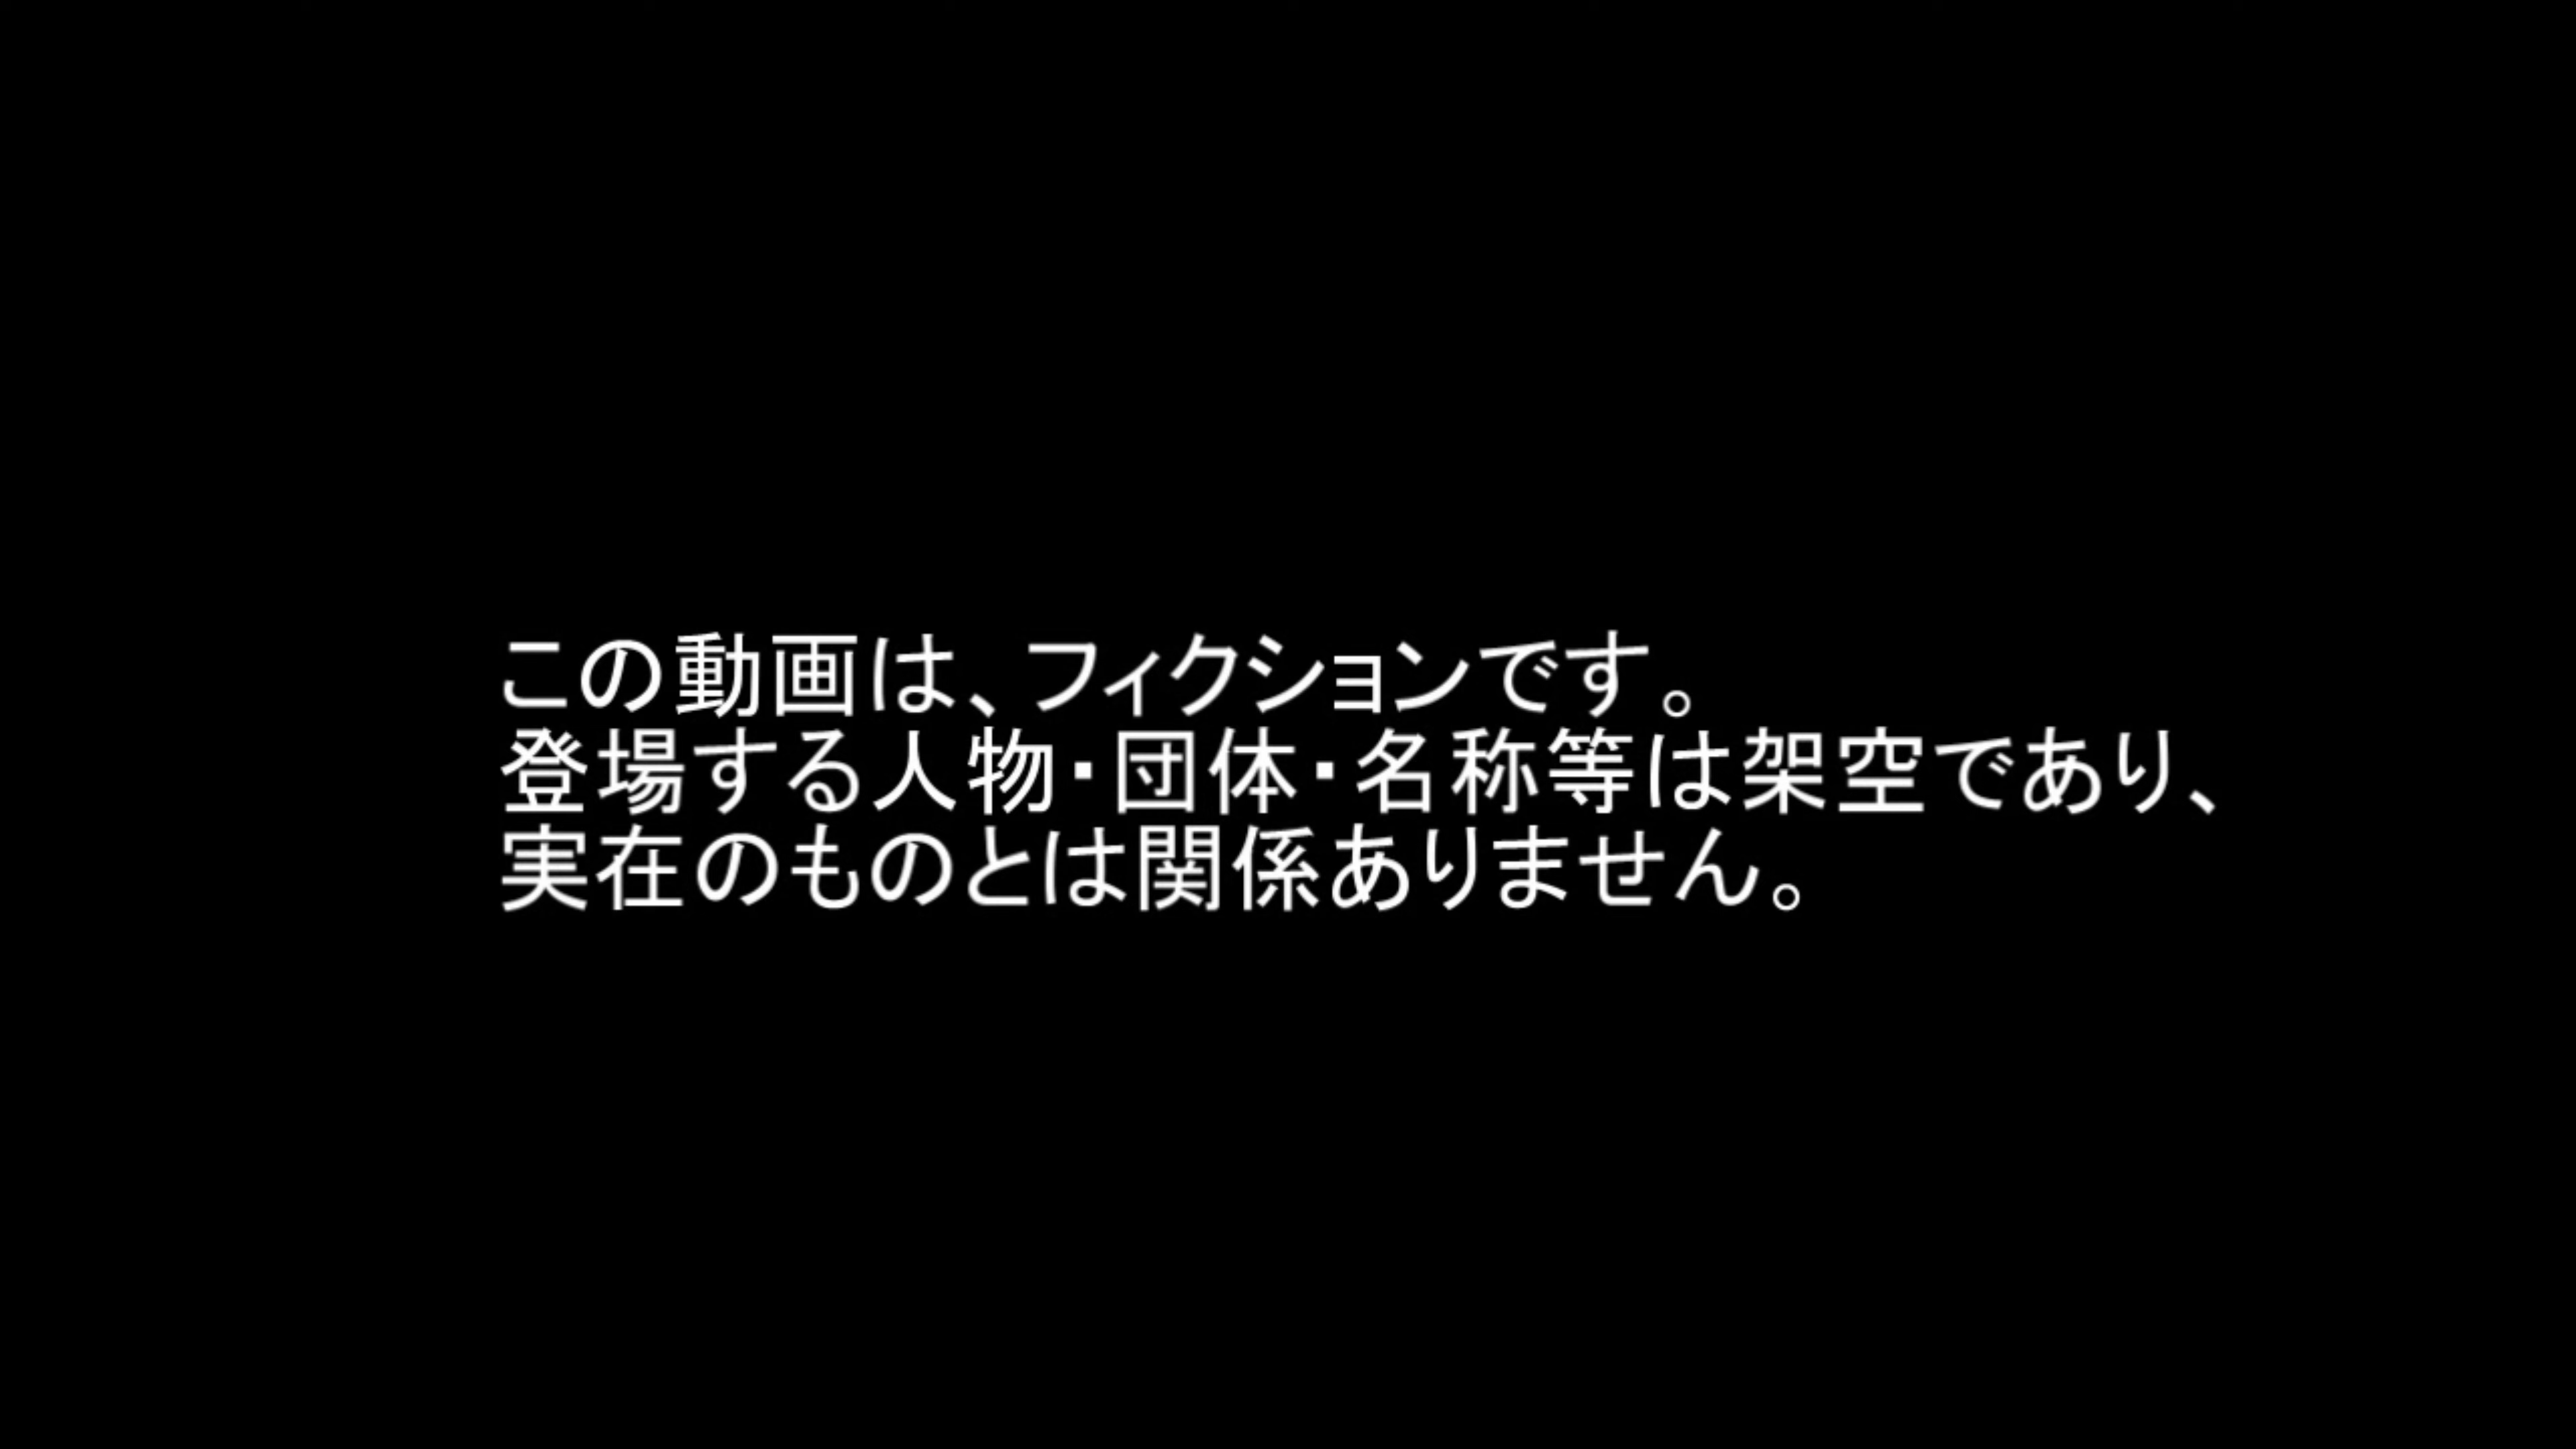 この動画は、フィクションです。
登場する人物・団体・名称等は架空であり、
実在のものとは関係ありません。